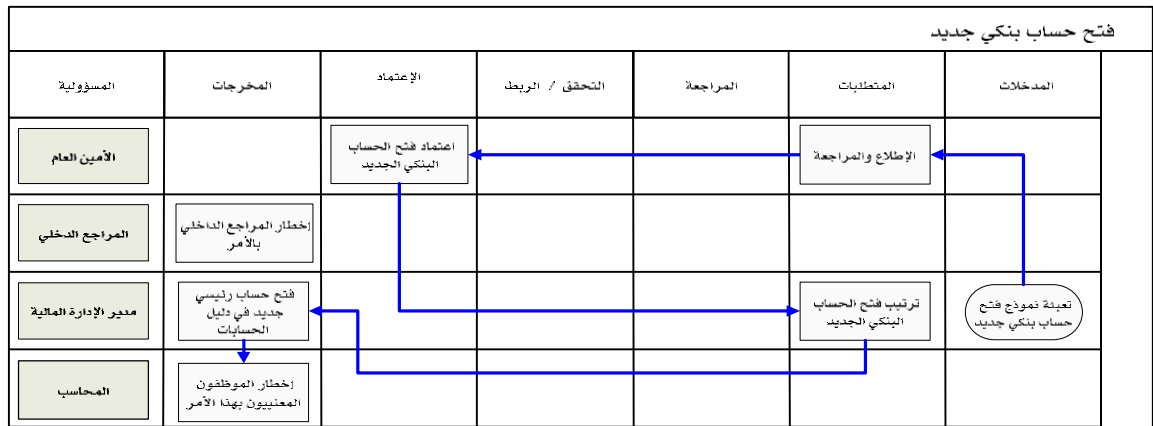 فتح حساب بنكي جديد
المدخلات
المتطلبات
المراجعة
التحقق / الربط
الإعتماد
المخرجات
المسؤولية
الإطلاع والمراجعة
اعتماد فتح الحساب
البنكي الجديد
الأمين العام
إخطار المراجع الداخلي
بالأمر
المراجع الدخلي
تعبئة نموذج فتح
حساب بنكي جديد
ترتيب فتح الحساب
البنكي الجديد
فتح حساب رئيسي
جديد في دليل
الحسابات
مدير الإدارة المالية
إخطار الموظفون
المعنييون بهذا الأمر
المحاسب